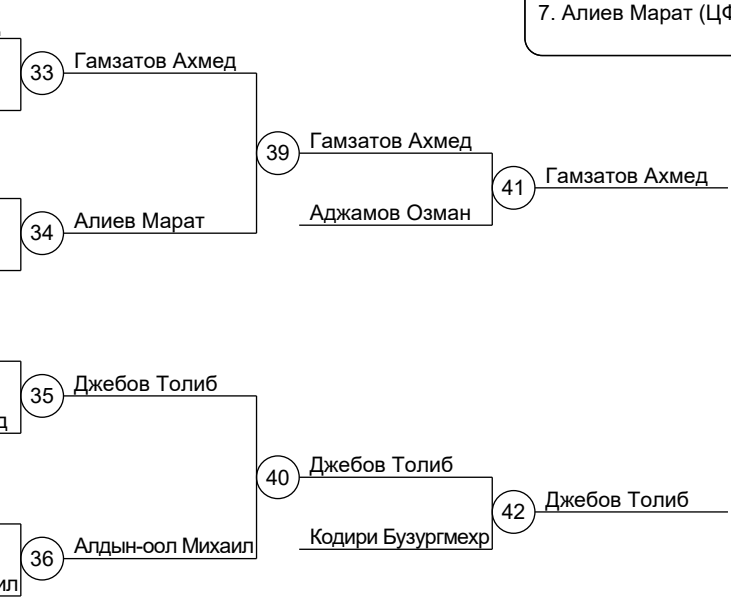 7. Алиев Марат (ЦФ
33
Гамзатов Ахмед
39
Гамзатов Ахмед
41
Гамзатов Ахмед
Аджамов Озман
34
Алиев Марат
35
Джебов Толиб
д
40
Джебов Толиб
42
Джебов Толиб
Кодири Бузургмехр
36
Алдын-оол Михаил
ил